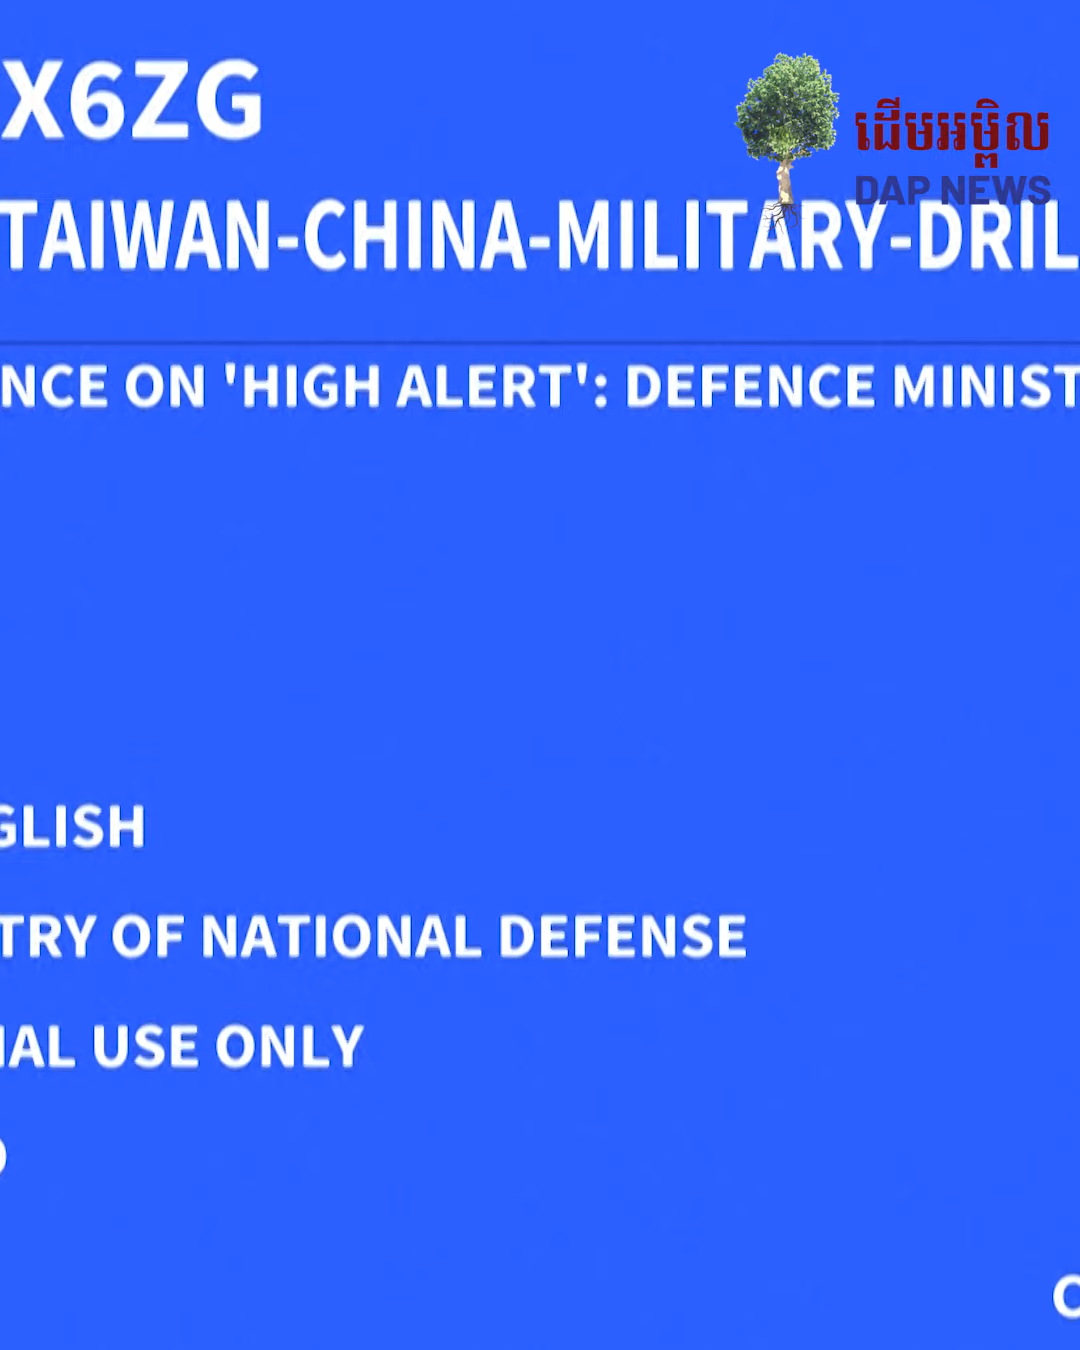 X6ZG
ដើមអម្ពិល
DAP NEWS
TAIWAN-CHINA-MILITARY-DRIL
NCE ON 'HIGH ALERT': DEFENCE MINIST
GLISH
TRY OF NATIONAL DEFENSE
IAL USE ONLY